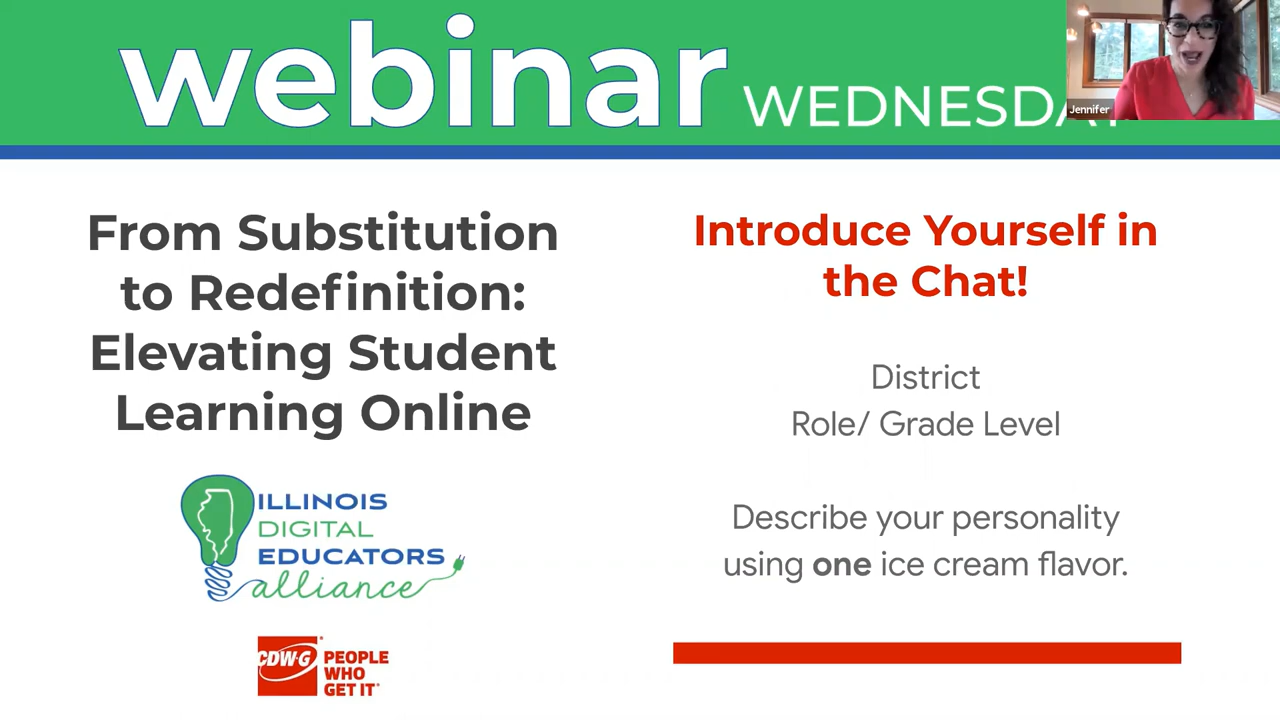 webinar WEDNESDAY
Jennifer
From Substitution
to Redefinition:
Elevating Student
Learning Online
ILLINOIS
DIGITAL
EDUCATORS
alliance
CDW·G
PEOPLE
WHO
GET IT
Introduce Yourself in
the Chat!
District
Role/ Grade Level
Describe your personality
using one ice cream flavor.